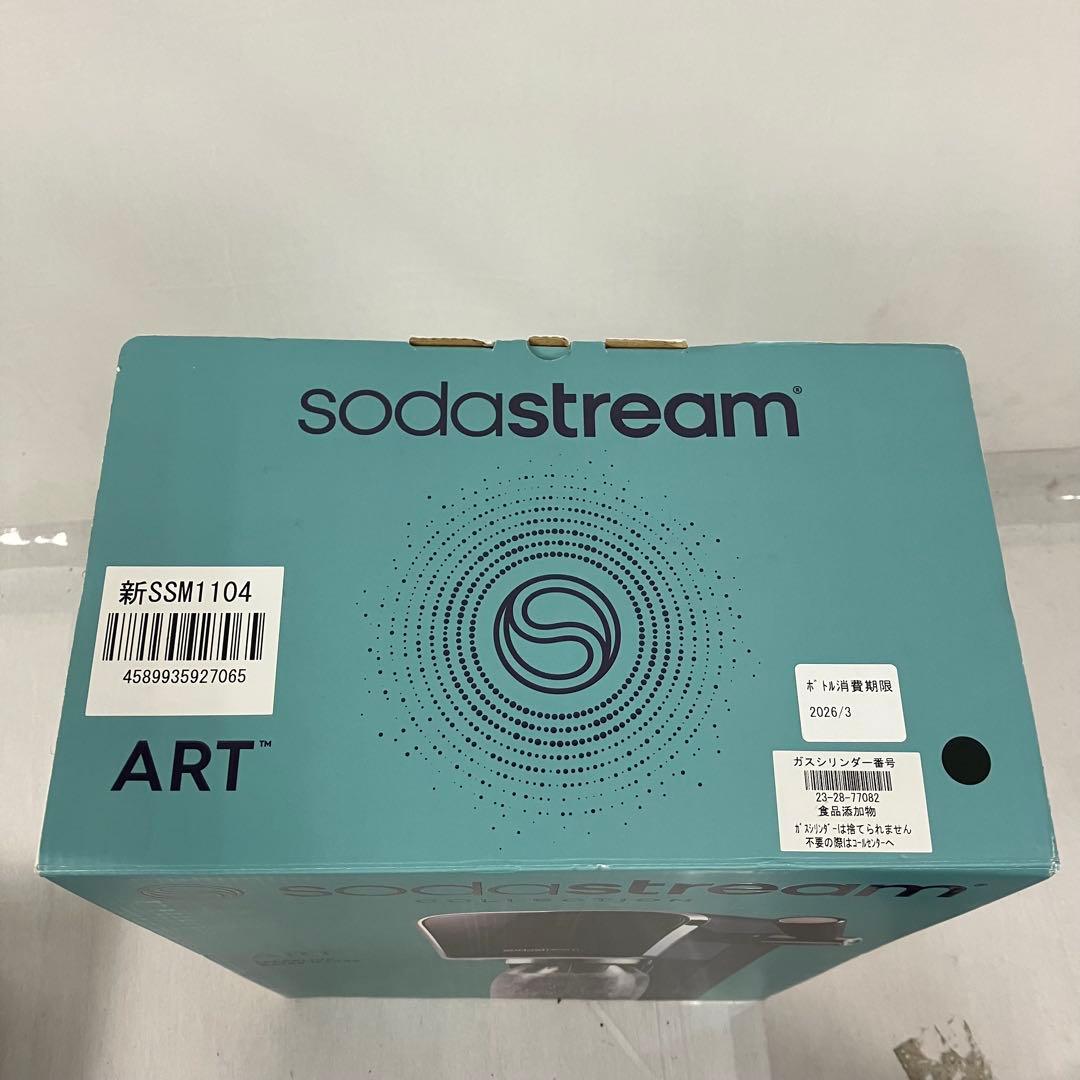 sodastream®
新SSM1104
4589935927065
ART™
ﾎﾞﾄﾙ消費期限
2026/3
ガスシリンダー番号
23-28-77082
食品添加物
ｶﾞｽｼﾘﾝﾀﾞｰは捨てられません
不要の際はｺｰﾙｾﾝﾀｰへ
sodastream®
COLLECTION
ART
sodastream